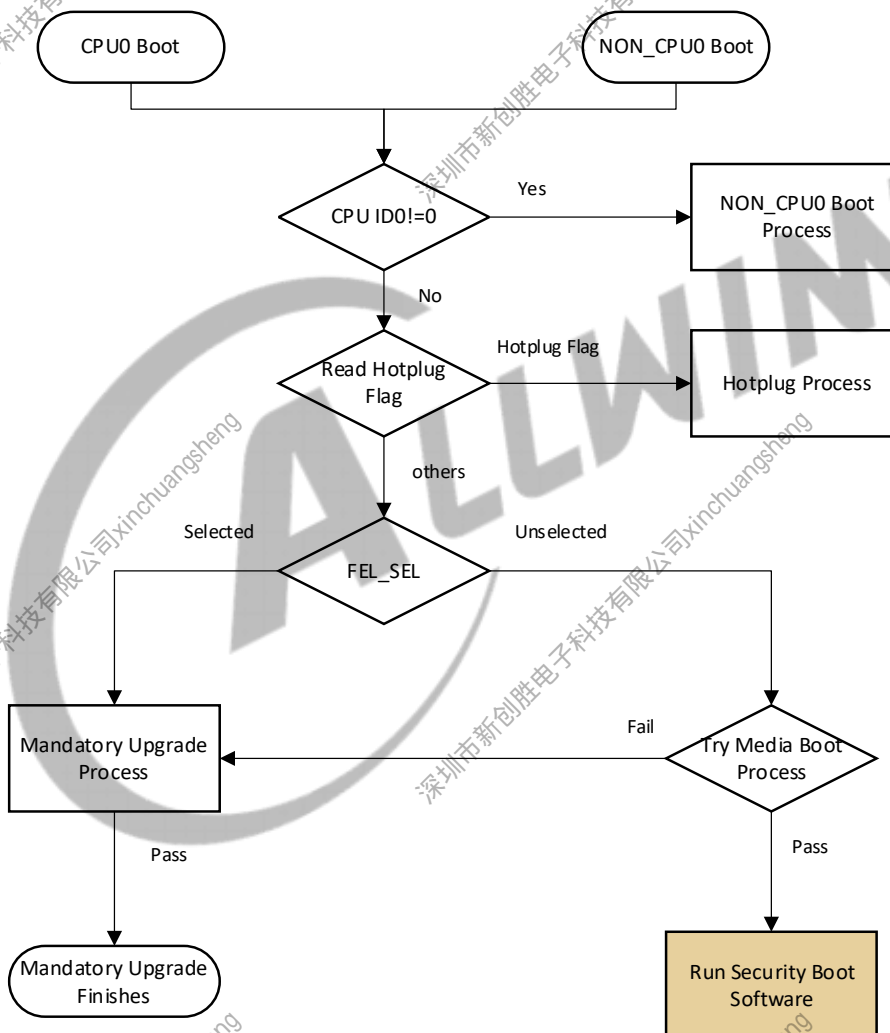 CPU0 Boot
NON_CPU0 Boot
CPU ID0!=0
Yes
NON_CPU0 Boot
Process
No
Read Hotplug
Flag
Hotplug Flag
Hotplug Process
others
Selected
Unselected
FEL_SEL
Mandatory Upgrade
Process
Fail
Try Media Boot
Process
Pass
Pass
Mandatory Upgrade
Finishes
Run Security Boot
Software
ALLWIN
深圳市新创胜电子科技有
科技有限公司xinchuangsheng
深圳市新创胜电子科技有限公司xinchuangsheng